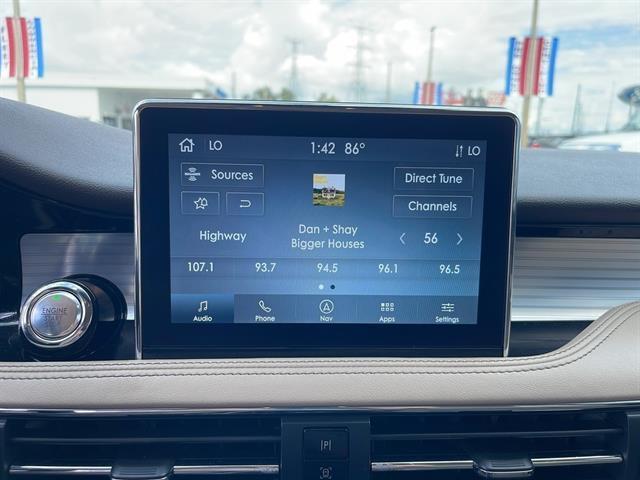 LO 1:42 86° LO
Sources Direct Tune
Channels
Highway Dan + Shay
Bigger Houses 56
107.1 93.7 94.5 96.1 96.5
Audio Phone Nav Apps Settings
ENGINE
START
P